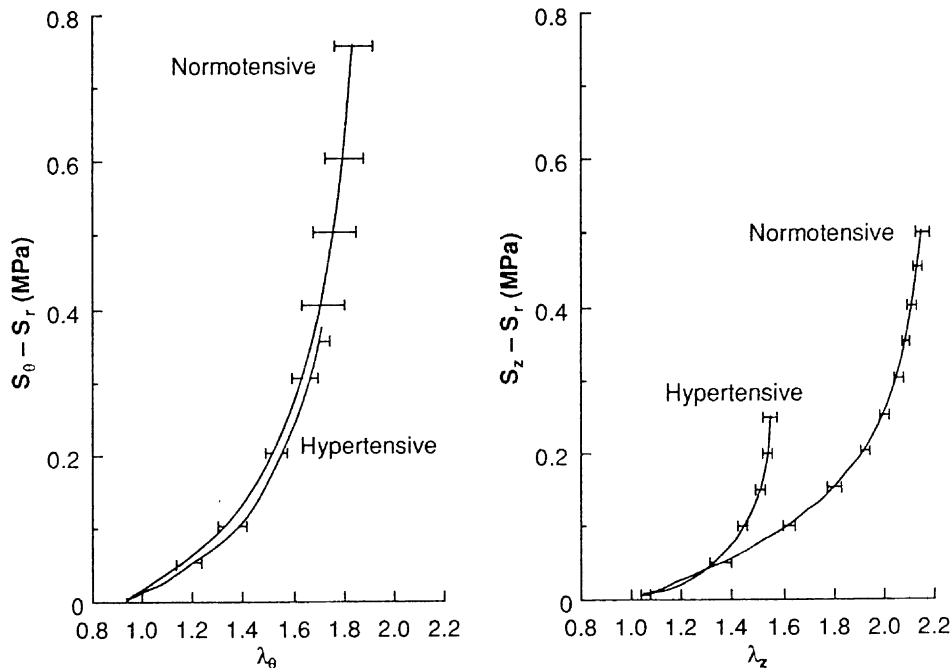 0.8
0.6
0.4
0.2
0
S_θ – S_r (MPa)
Normotensive
Hypertensive
0.8 1.0 1.2 1.4 1.6 1.8 2.0 2.2
λ_θ
0.8
0.6
0.4
0.2
0
S_z – S_r (MPa)
Normotensive
Hypertensive
0.8 1.0 1.2 1.4 1.6 1.8 2.0 2.2
λ_z